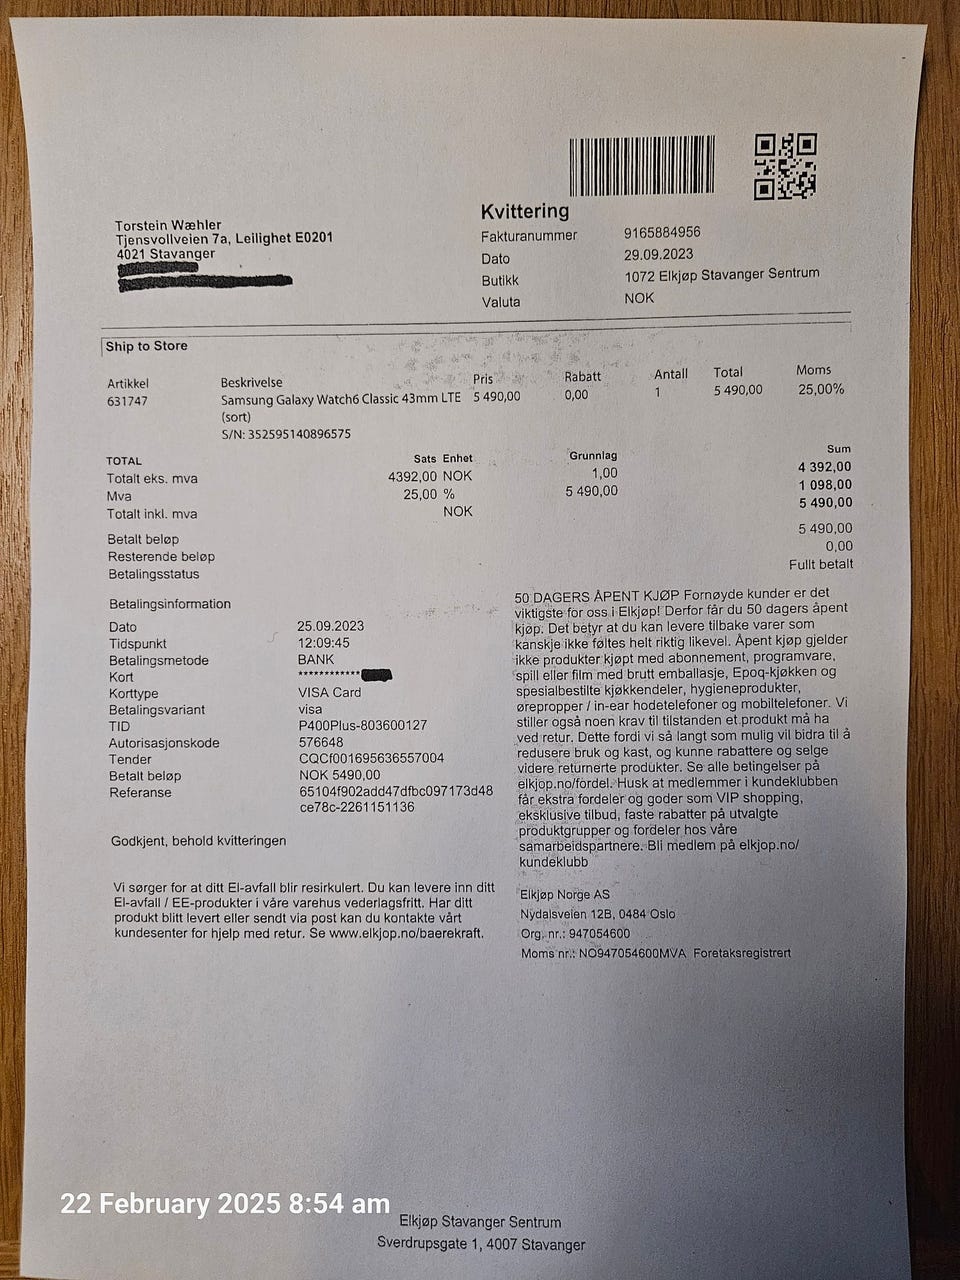 Torstein Wæhler
Tjensvollveien 7a, Leilighet E0201
4021 Stavanger
Kvittering
Fakturanummer 9165884956
Dato 29.09.2023
Butikk 1072 Elkjøp Stavanger Sentrum
Valuta NOK
Ship to Store
Artikkel Beskrivelse Pris Rabatt Antall Total Moms
631747 Samsung Galaxy Watch6 Classic 43mm LTE 5 490,00 0,00 1 5 490,00 25,00%
(sort)
S/N: 352595140896575
TOTAL Sats Enhet Grunnlag Sum
Totalt eks. mva 4392,00 NOK 1,00 4 392,00
Mva 25,00 % 5 490,00 1 098,00
Totalt inkl. mva NOK 5 490,00
Betalt beløp 5 490,00
Resterende beløp 0,00
Betalingsstatus Fullt betalt
Betalingsinformation
Dato 25.09.2023
Tidspunkt 12:09:45
Betalingsmetode BANK
Kort ************
Korttype VISA Card
Betalingsvariant visa
TID P400Plus-803600127
Autorisasjonskode 576648
Tender CQCf001695636557004
Betalt beløp NOK 5490,00
Referanse 65104f902add47dfbc097173d48
ce78c-2261151136
Godkjent, behold kvitteringen
50 DAGERS ÅPENT KJØP Fornøyde kunder er det
viktigste for oss i Elkjøp! Derfor får du 50 dagers åpent
kjøp. Det betyr at du kan levere tilbake varer som
kanskje ikke føltes helt riktig likevel. Åpent kjøp gjelder
ikke produkter kjøpt med abonnement, programvare,
spill eller film med brutt emballasje, Epoq-kjøkken og
spesialbestilte kjøkkendeler, hygieneprodukter,
ørepropper / in-ear hodetelefoner og mobiltelefoner. Vi
stiller også noen krav til tilstanden et produkt må ha
ved retur. Dette fordi vi så langt som mulig vil bidra til å
redusere bruk og kast, og kunne rabattere og selge
videre returnerte produkter. Se alle betingelser på
elkjop.no/fordel. Husk at medlemmer i kundeklubben
får ekstra fordeler og goder som VIP shopping,
eksklusive tilbud, faste rabatter på utvalgte
produktgrupper og fordeler hos våre
samarbeidspartnere. Bli medlem på elkjop.no/
kundeklubb
Vi sørger for at ditt El-avfall blir resirkulert. Du kan levere inn ditt
El-avfall / EE-produkter i våre varehus vederlagsfritt. Har ditt
produkt blitt levert eller sendt via post kan du kontakte vårt
kundesenter for hjelp med retur. Se www.elkjop.no/baerekraft.
Elkjøp Norge AS
Nydalsveien 12B, 0484 Oslo
Org. nr.: 947054600
Moms nr.: NO947054600MVA Foretaksregistrert
22 February 2025 8:54 am
Elkjøp Stavanger Sentrum
Sverdrupsgate 1, 4007 Stavanger